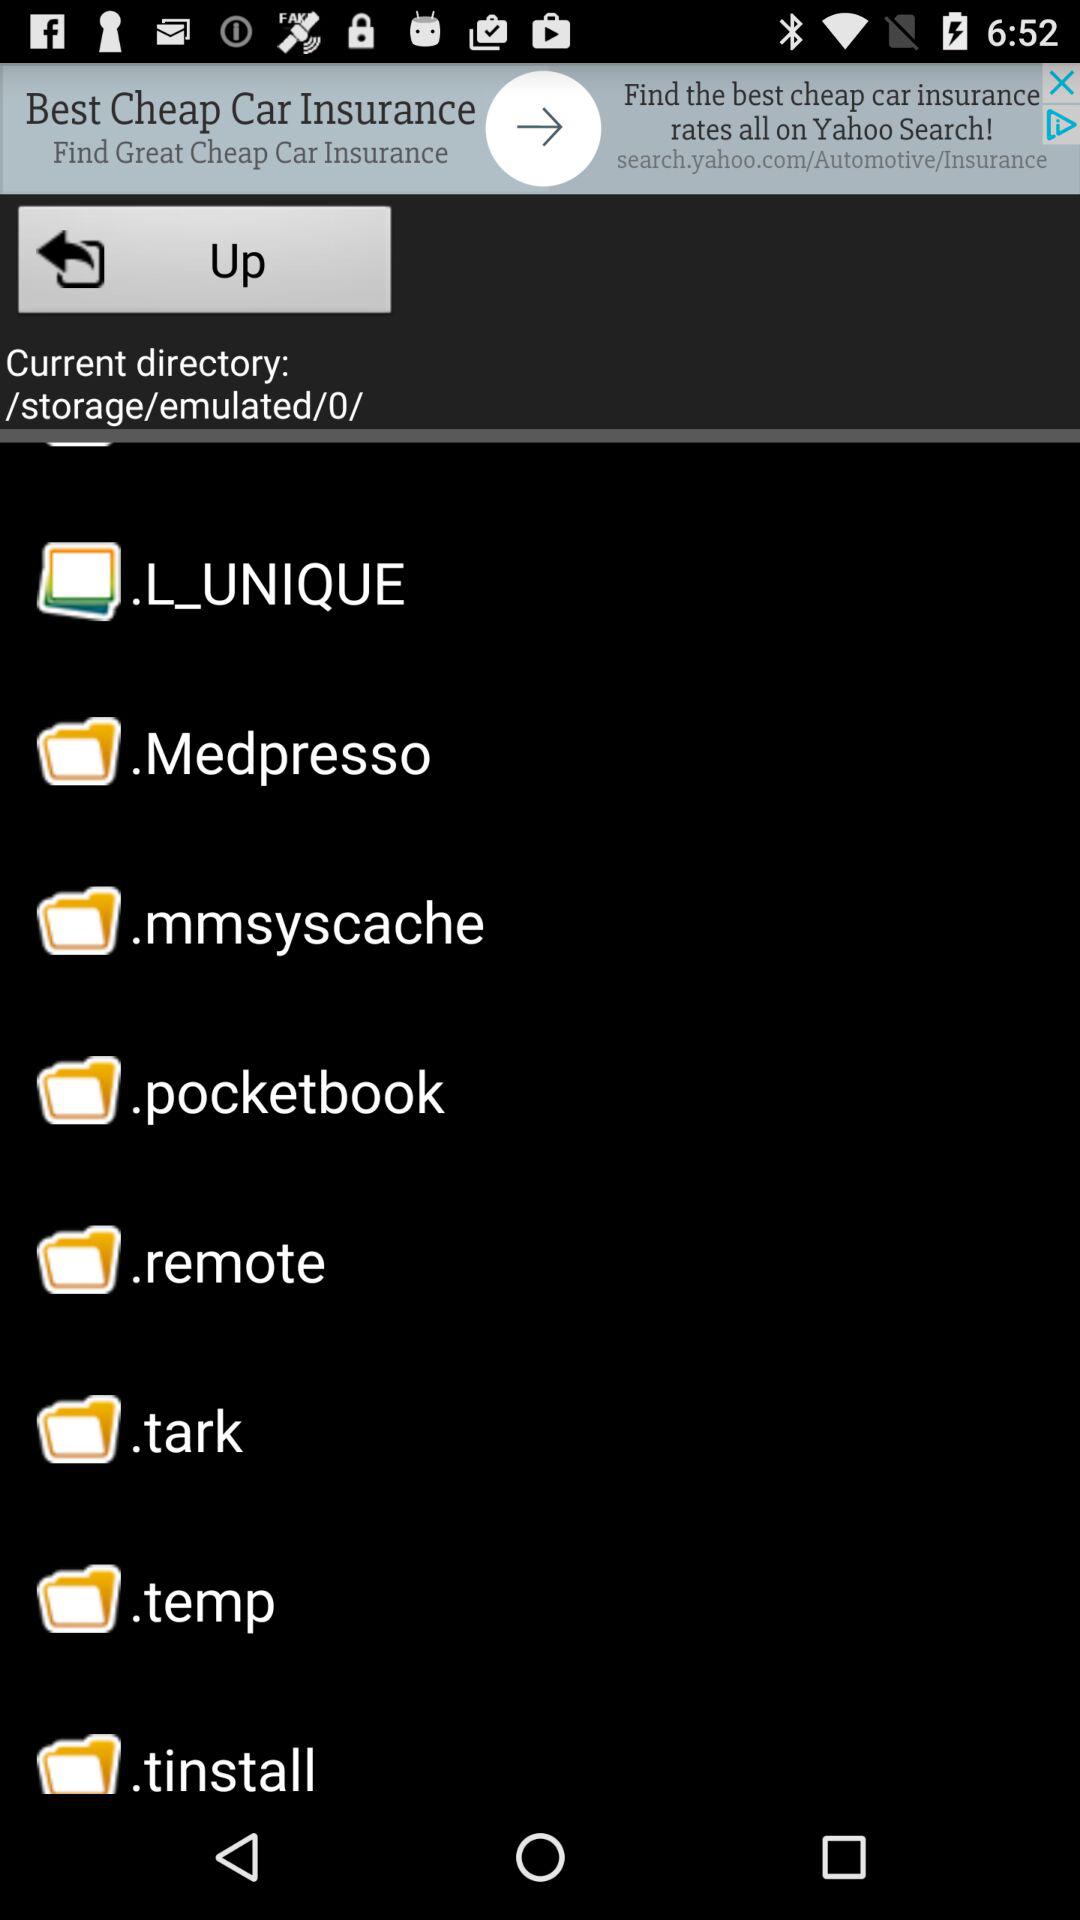 FAKE
6:52
Best Cheap Car Insurance
Find Great Cheap Car Insurance
Find the best cheap car insurance
rates all on Yahoo Search!
search.yahoo.com/Automotive/Insurance
Up
Current directory:
/storage/emulated/0/
.L_UNIQUE
.Medpresso
.mmsyscache
.pocketbook
.remote
.tark
.temp
.tinstall